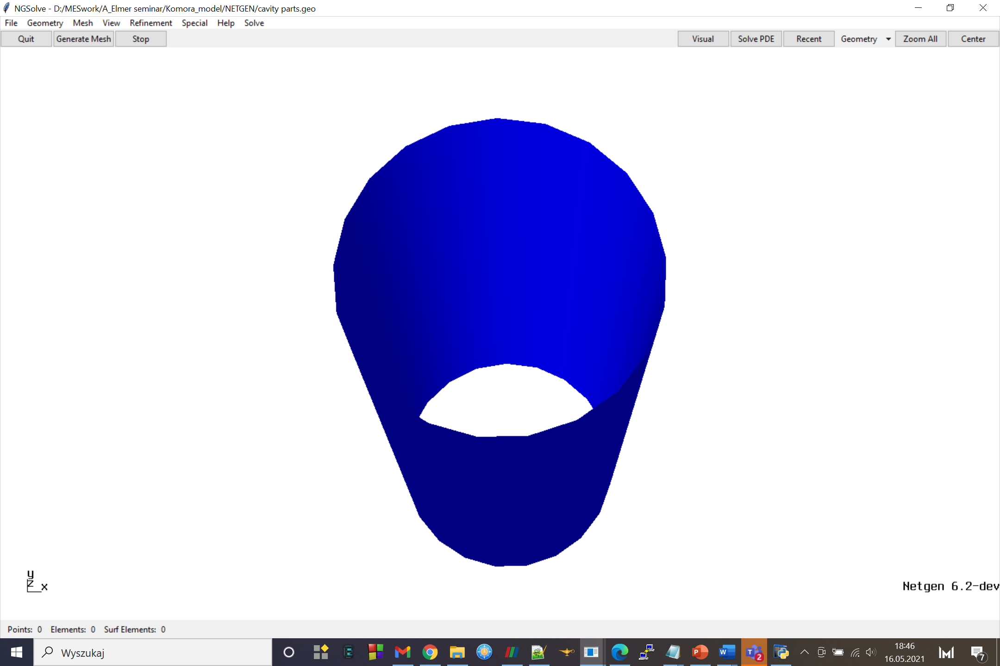 NGSolve - D:/MESwork/A_Elmer seminar/Komora_model/NETGEN/cavity parts.geo
File Geometry Mesh View Refinement Special Help Solve
Quit Generate Mesh Stop Visual Solve PDE Recent Geometry Zoom All Center
y
z
x
Netgen 6.2-dev
Points: 0 Elements: 0 Surf Elements: 0
Wyszukaj
18:46
16.05.2021
2
7